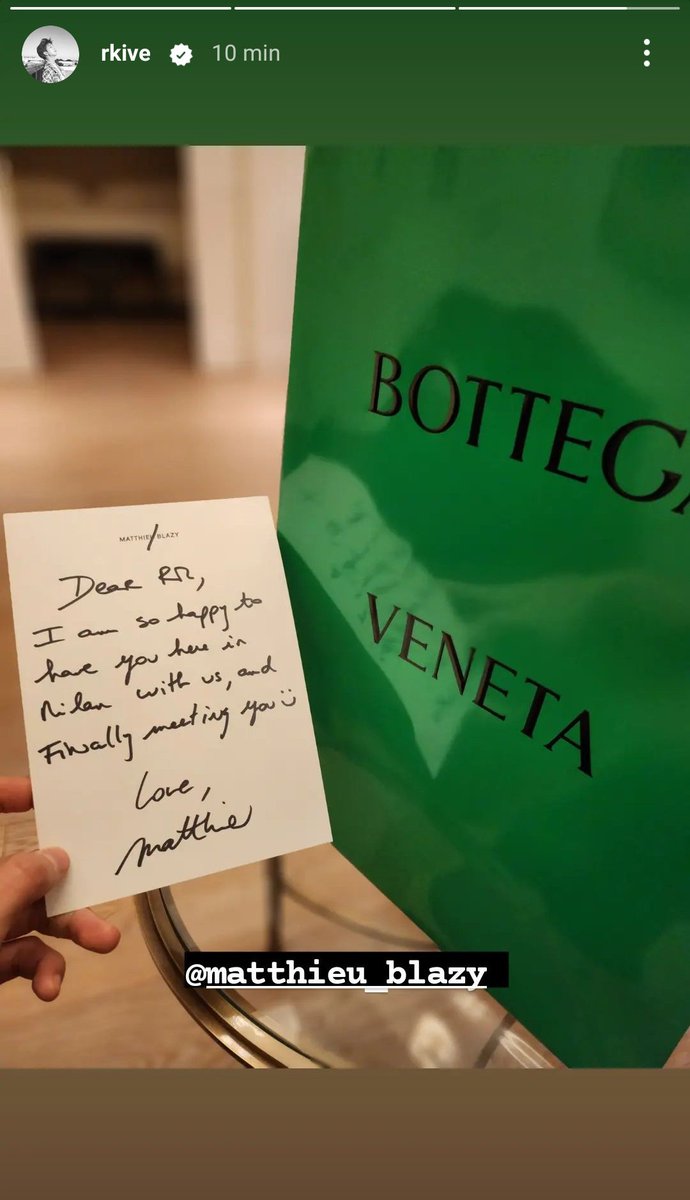 rkive 10 min
BOTTEGA
VENETA
MATTHIEU BLAZY
Dear RM,
I am so happy to
have you here in
Milan with us, and
Finally meeting you
Love,
Matthieu
@matthieu_blazy